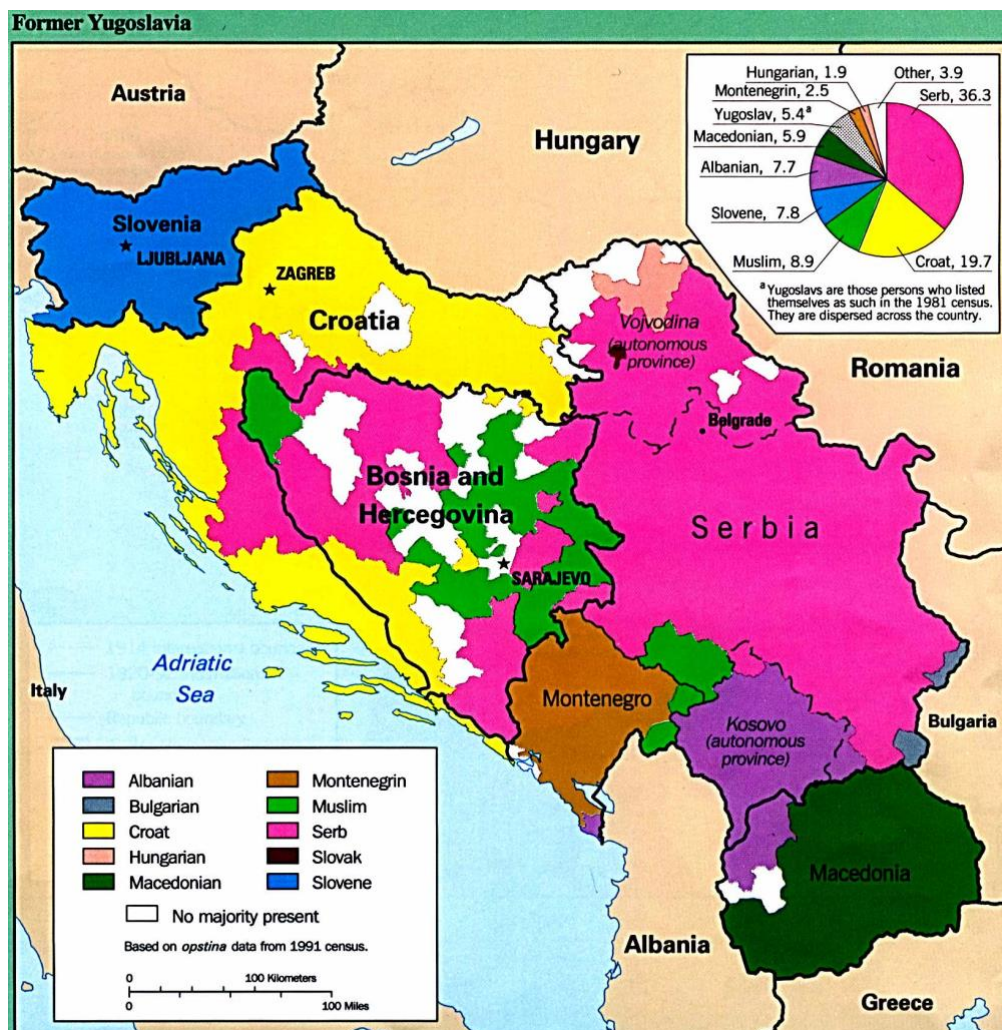 Former Yugoslavia
Austria
Hungary
Hungarian, 1.9
Other, 3.9
Montenegrin, 2.5
Serb, 36.3
Yugoslav, 5.4ª
Macedonian, 5.9
Albanian, 7.7
Slovene, 7.8
Muslim, 8.9
Croat, 19.7
ª Yugoslavs are those persons who listed
themselves as such in the 1981 census.
They are dispersed across the country.
Slovenia
LJUBLJANA
ZAGREB
Croatia
Vojvodina
(autonomous
province)
Romania
Belgrade
Bosnia and
Hercegovina
Serbia
SARAJEVO
Adriatic
Sea
Italy
Montenegro
Kosovo
(autonomous
province)
Bulgaria
Macedonia
Albania
Greece
Albanian
Bulgarian
Croat
Hungarian
Macedonian
Montenegrin
Muslim
Serb
Slovak
Slovene
No majority present
Based on opstina data from 1991 census.
0 100 Kilometers
0 100 Miles
Republic boundary